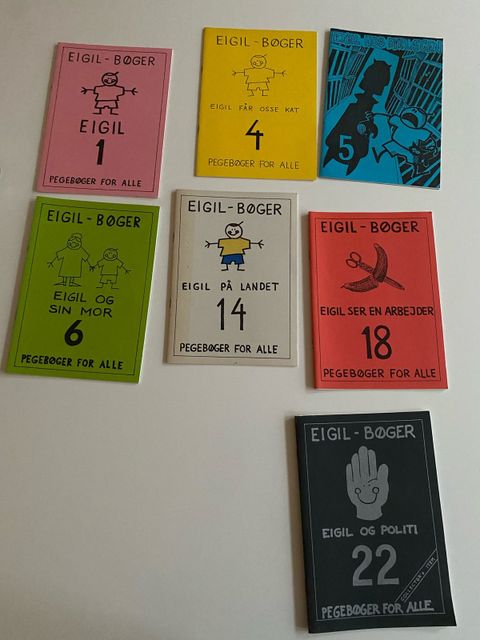 EIGIL-BØGER
EIGIL
1
PEGEBØGER FOR ALLE
EIGIL-BØGER
EIGIL FÅR OSSE KAT
4
PEGEBØGER FOR ALLE
5
EIGIL-BØGER
EIGIL OG
SIN MOR
6
PEGEBØGER FOR ALLE
EIGIL-BØGER
EIGIL PÅ LANDET
14
PEGEBØGER FOR ALLE
EIGIL-BØGER
EIGIL SER EN ARBEJDER
18
PEGEBØGER FOR ALLE
EIGIL-BØGER
EIGIL OG POLITI
22
COLLECTOR'S ITEM
PEGEBØGER FOR ALLE